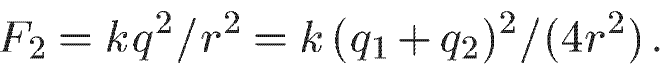 F₂ = kq²/r² = k (q₁ + q₂)²/(4r²) .